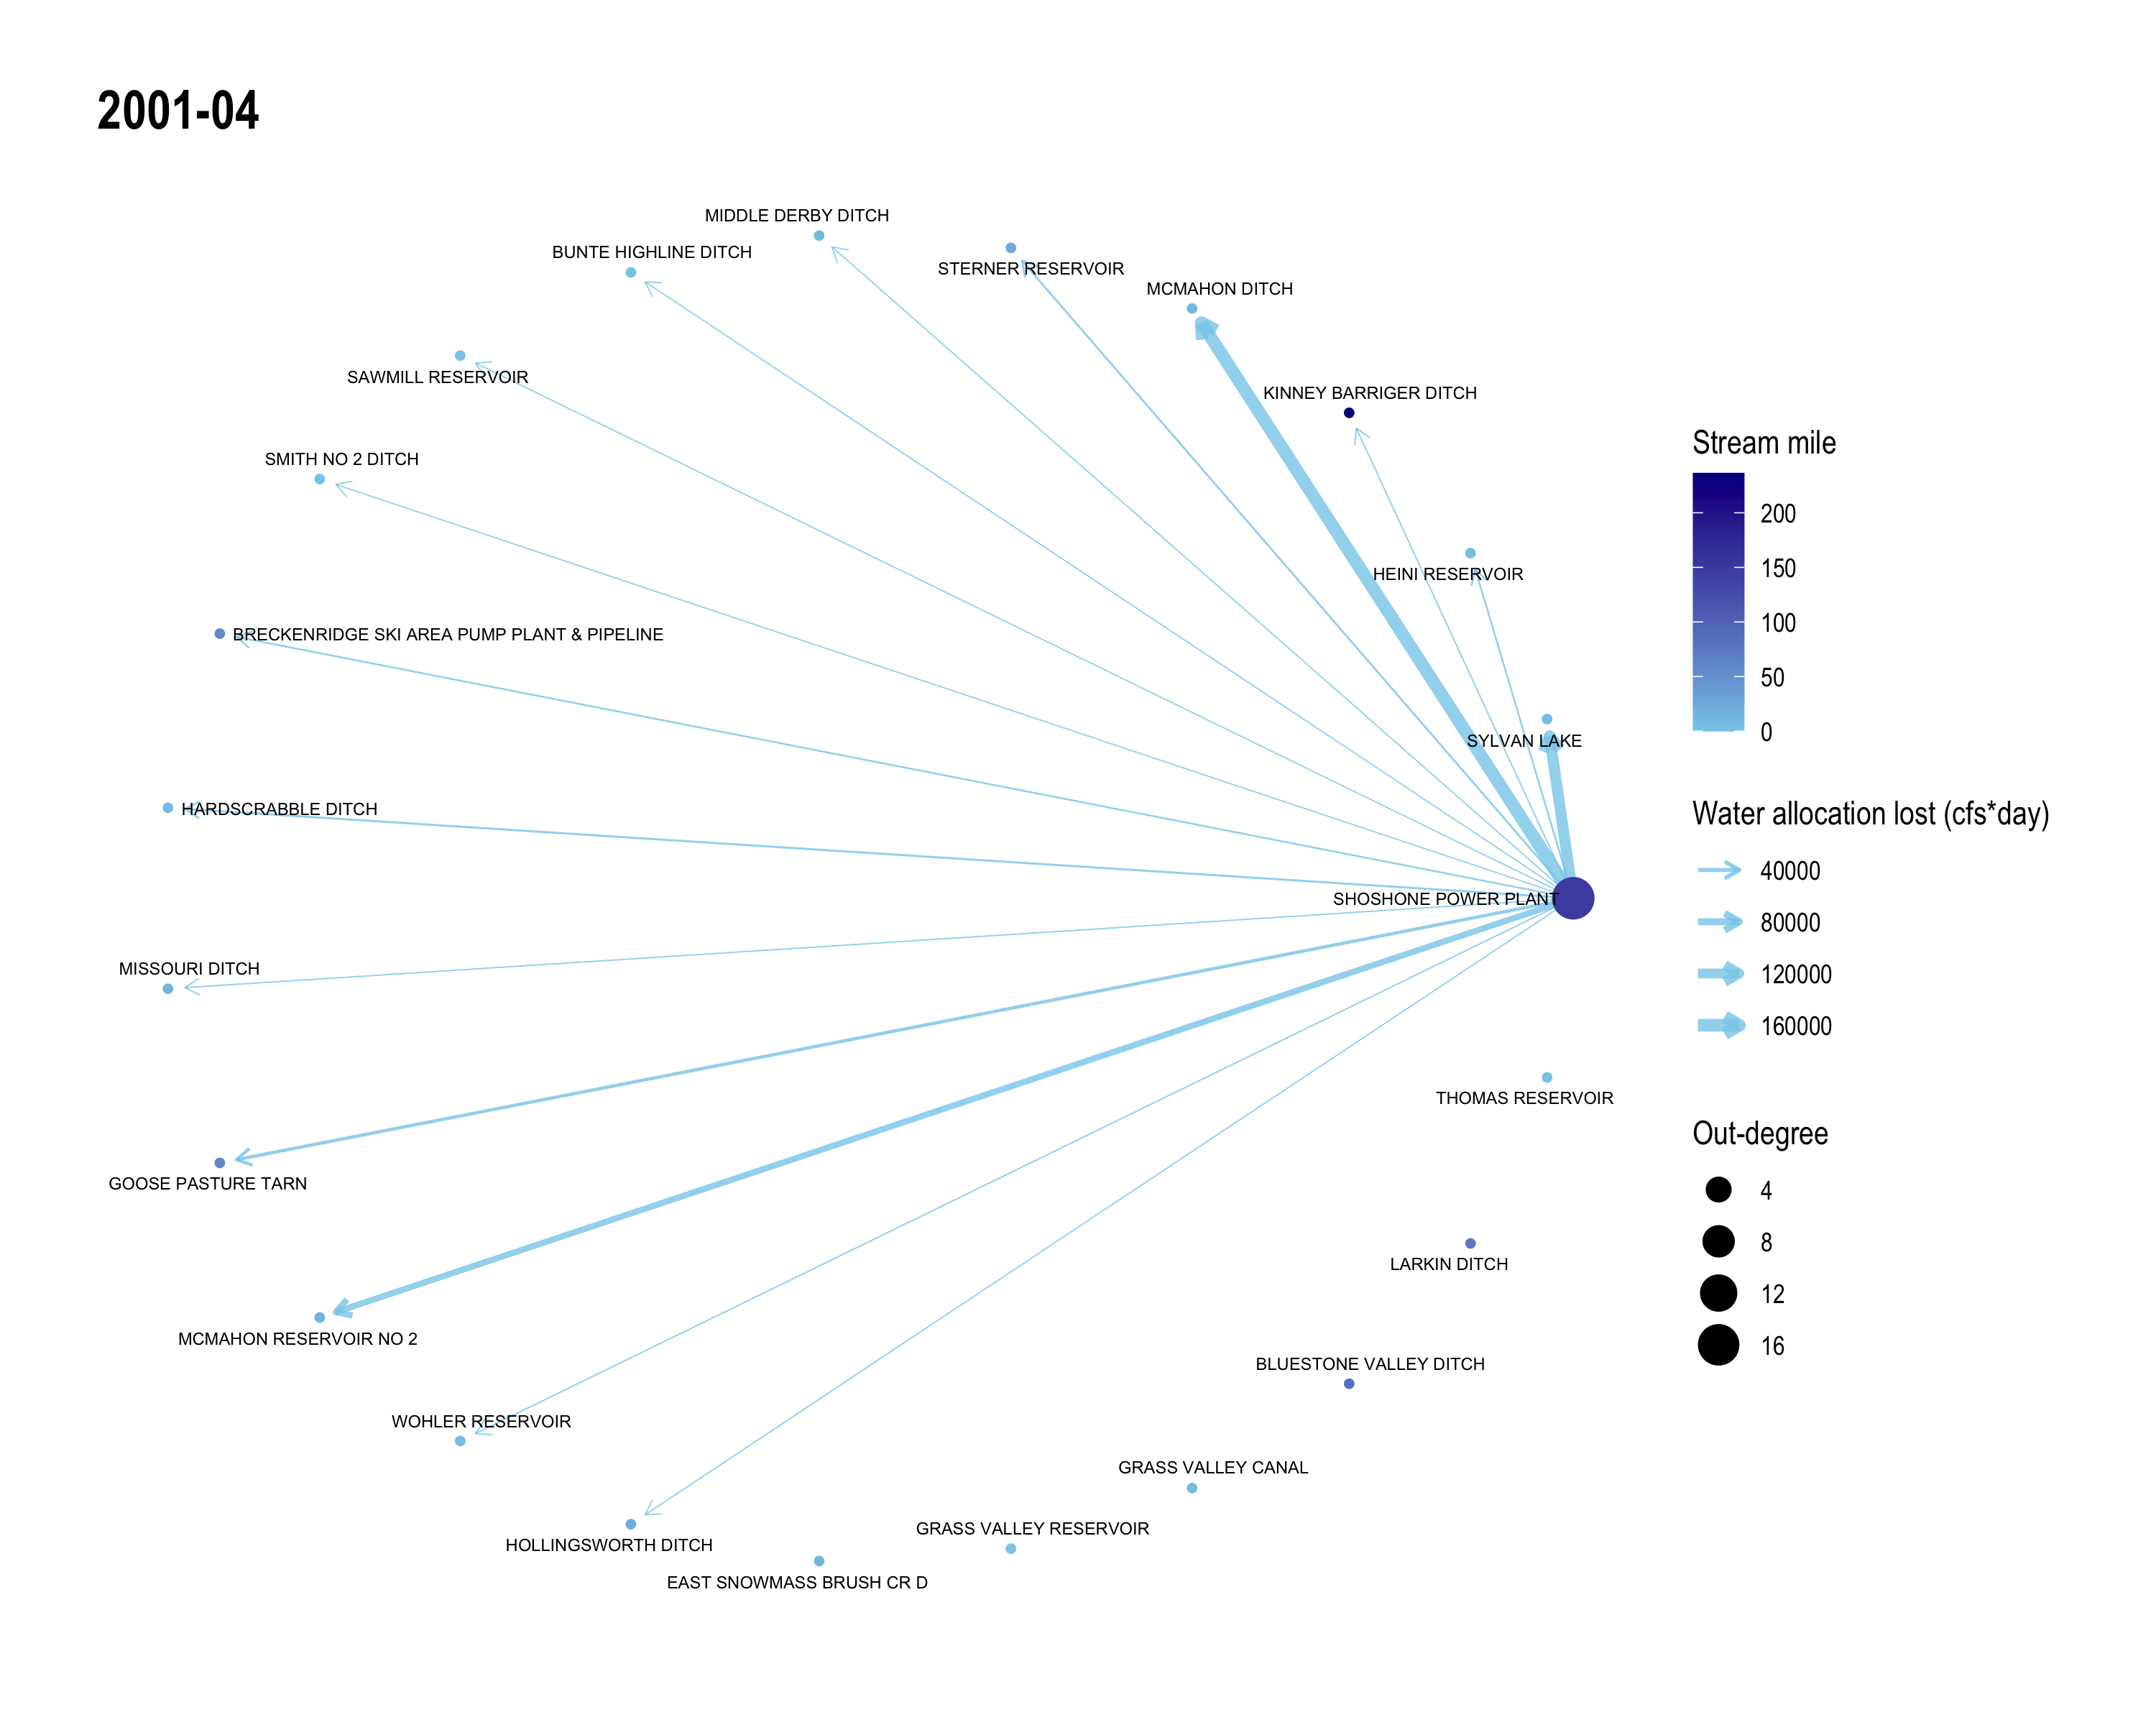 2001-04
MIDDLE DERBY DITCH
BUNTE HIGHLINE DITCH
STERNER RESERVOIR
MCMAHON DITCH
SAWMILL RESERVOIR
KINNEY BARRIGER DITCH
SMITH NO 2 DITCH
HEINI RESERVOIR
BRECKENRIDGE SKI AREA PUMP PLANT & PIPELINE
SYLVAN LAKE
HARDSCRABBLE DITCH
SHOSHONE POWER PLANT
MISSOURI DITCH
THOMAS RESERVOIR
GOOSE PASTURE TARN
LARKIN DITCH
MCMAHON RESERVOIR NO 2
BLUESTONE VALLEY DITCH
WOHLER RESERVOIR
GRASS VALLEY CANAL
GRASS VALLEY RESERVOIR
HOLLINGSWORTH DITCH
EAST SNOWMASS BRUSH CR D
Stream mile
200
150
100
50
0
Water allocation lost (cfs*day)
40000
80000
120000
160000
Out-degree
4
8
12
16